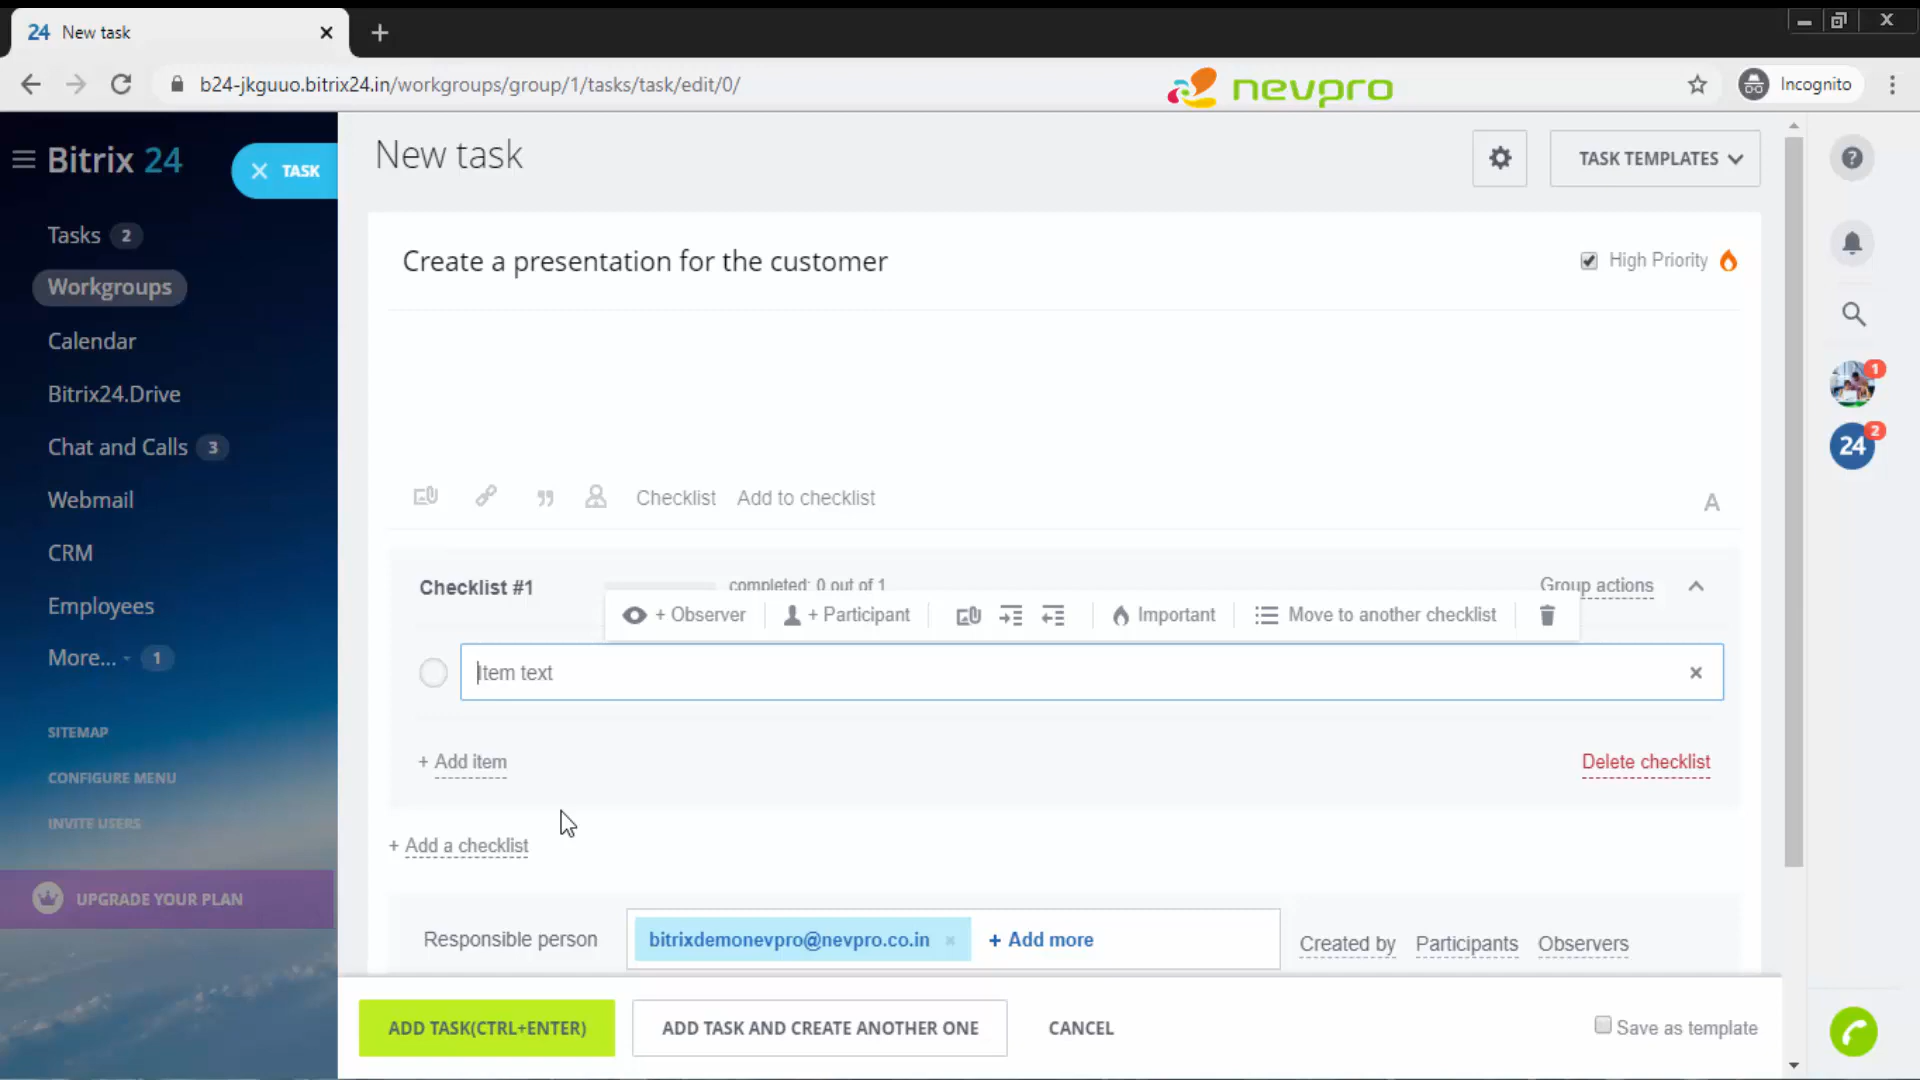 24 New task
b24-jkguuo.bitrix24.in/workgroups/group/1/tasks/task/edit/0/
nevpro
Incognito
Bitrix 24
TASK
New task
TASK TEMPLATES
Tasks 2
Workgroups
Calendar
Bitrix24.Drive
Chat and Calls 3
Webmail
CRM
Employees
More... 1
SITEMAP
CONFIGURE MENU
INVITE USERS
UPGRADE YOUR PLAN
Create a presentation for the customer
High Priority
Checklist Add to checklist
A
Checklist #1
completed: 0 out of 1
Group actions
+ Observer
+ Participant
Important
Move to another checklist
Item text
+ Add item
Delete checklist
+ Add a checklist
Responsible person
bitrixdemonevpro@nevpro.co.in
+ Add more
Created by Participants Observers
ADD TASK(CTRL+ENTER)
ADD TASK AND CREATE ANOTHER ONE
CANCEL
Save as template
?
1
24 2